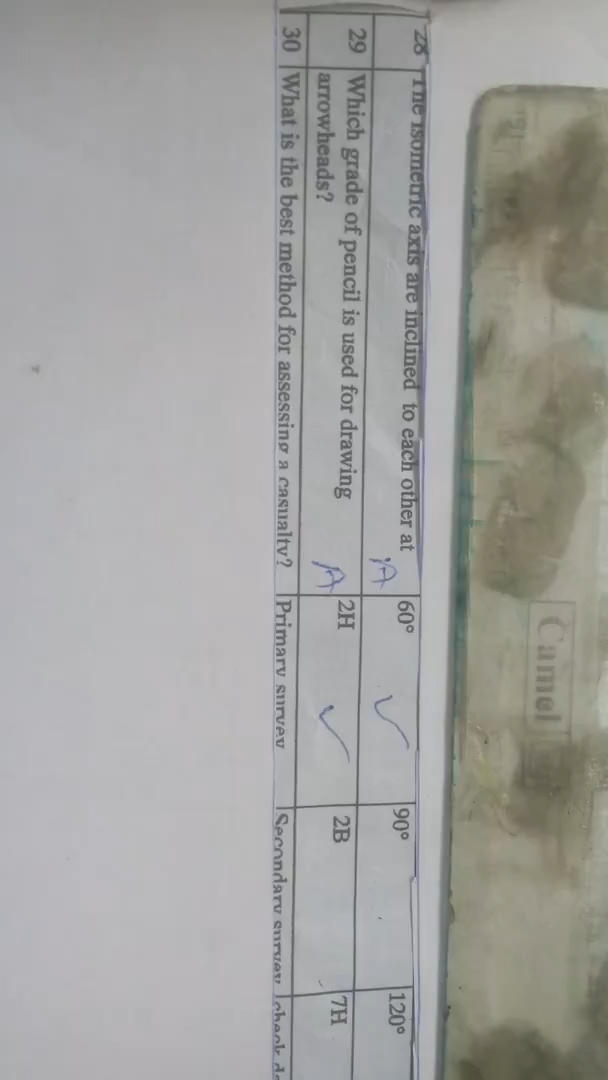 28 The isometric axis are inclined to each other at A 60° 90° 120°
29 Which grade of pencil is used for drawing A 2H 2B 7H
arrowheads?
30 What is the best method for assessing a casualty? Primary survey Secondary survey check
Camel